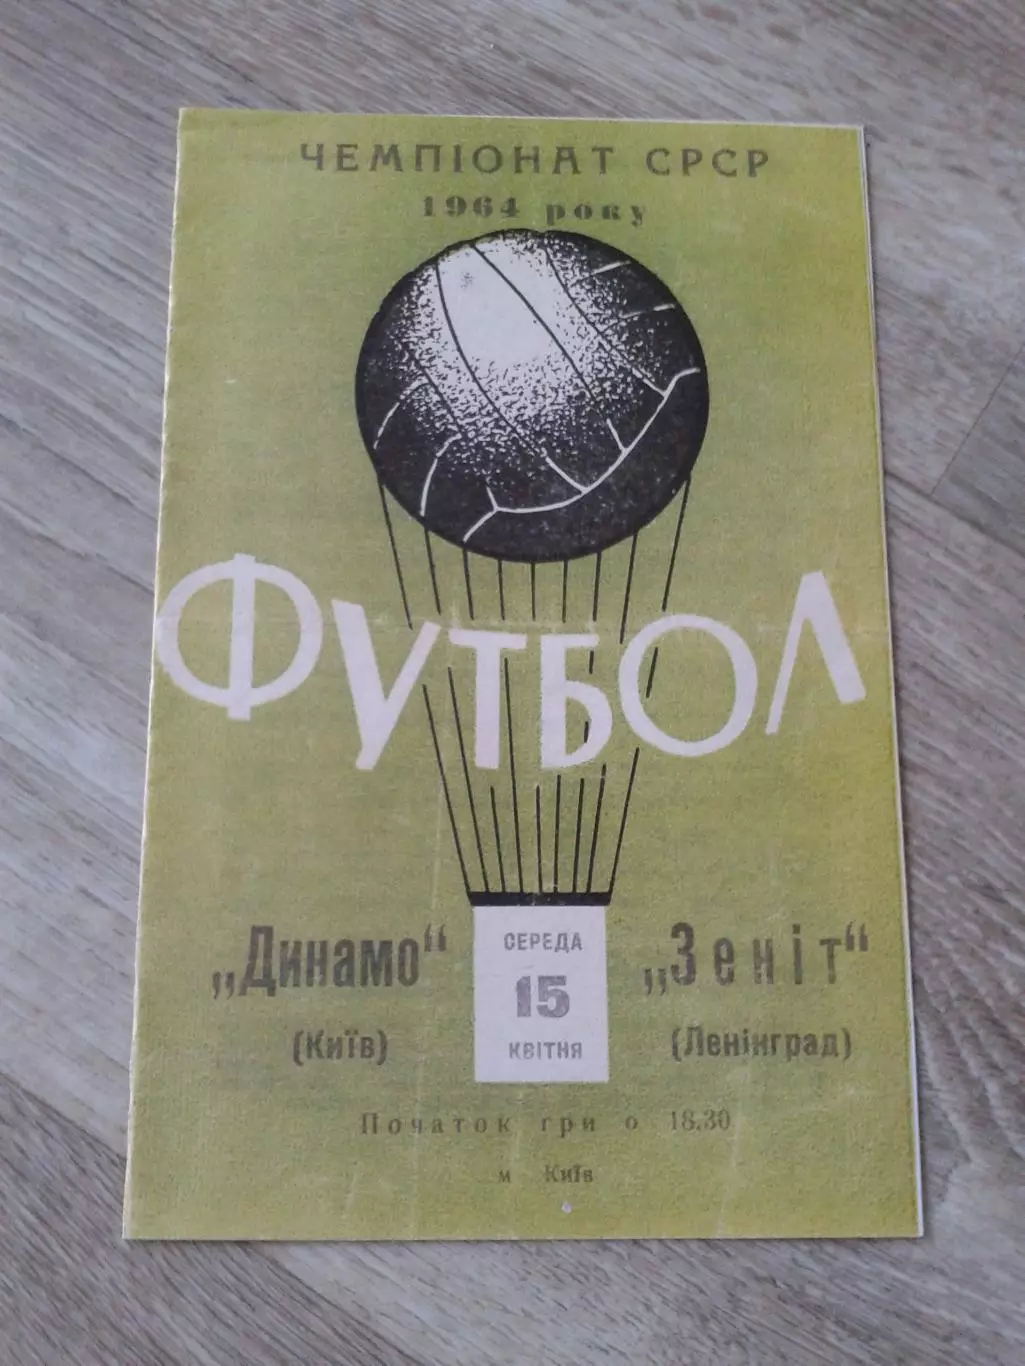 ЧЕМПІОНАТ СРСР
1964 року
ФУТБОЛ
„Динамо“
(Київ)
СЕРЕДА
15
КВІТНЯ
„Зеніт“
(Ленінград)
Початок гри о 18.30
м Київ